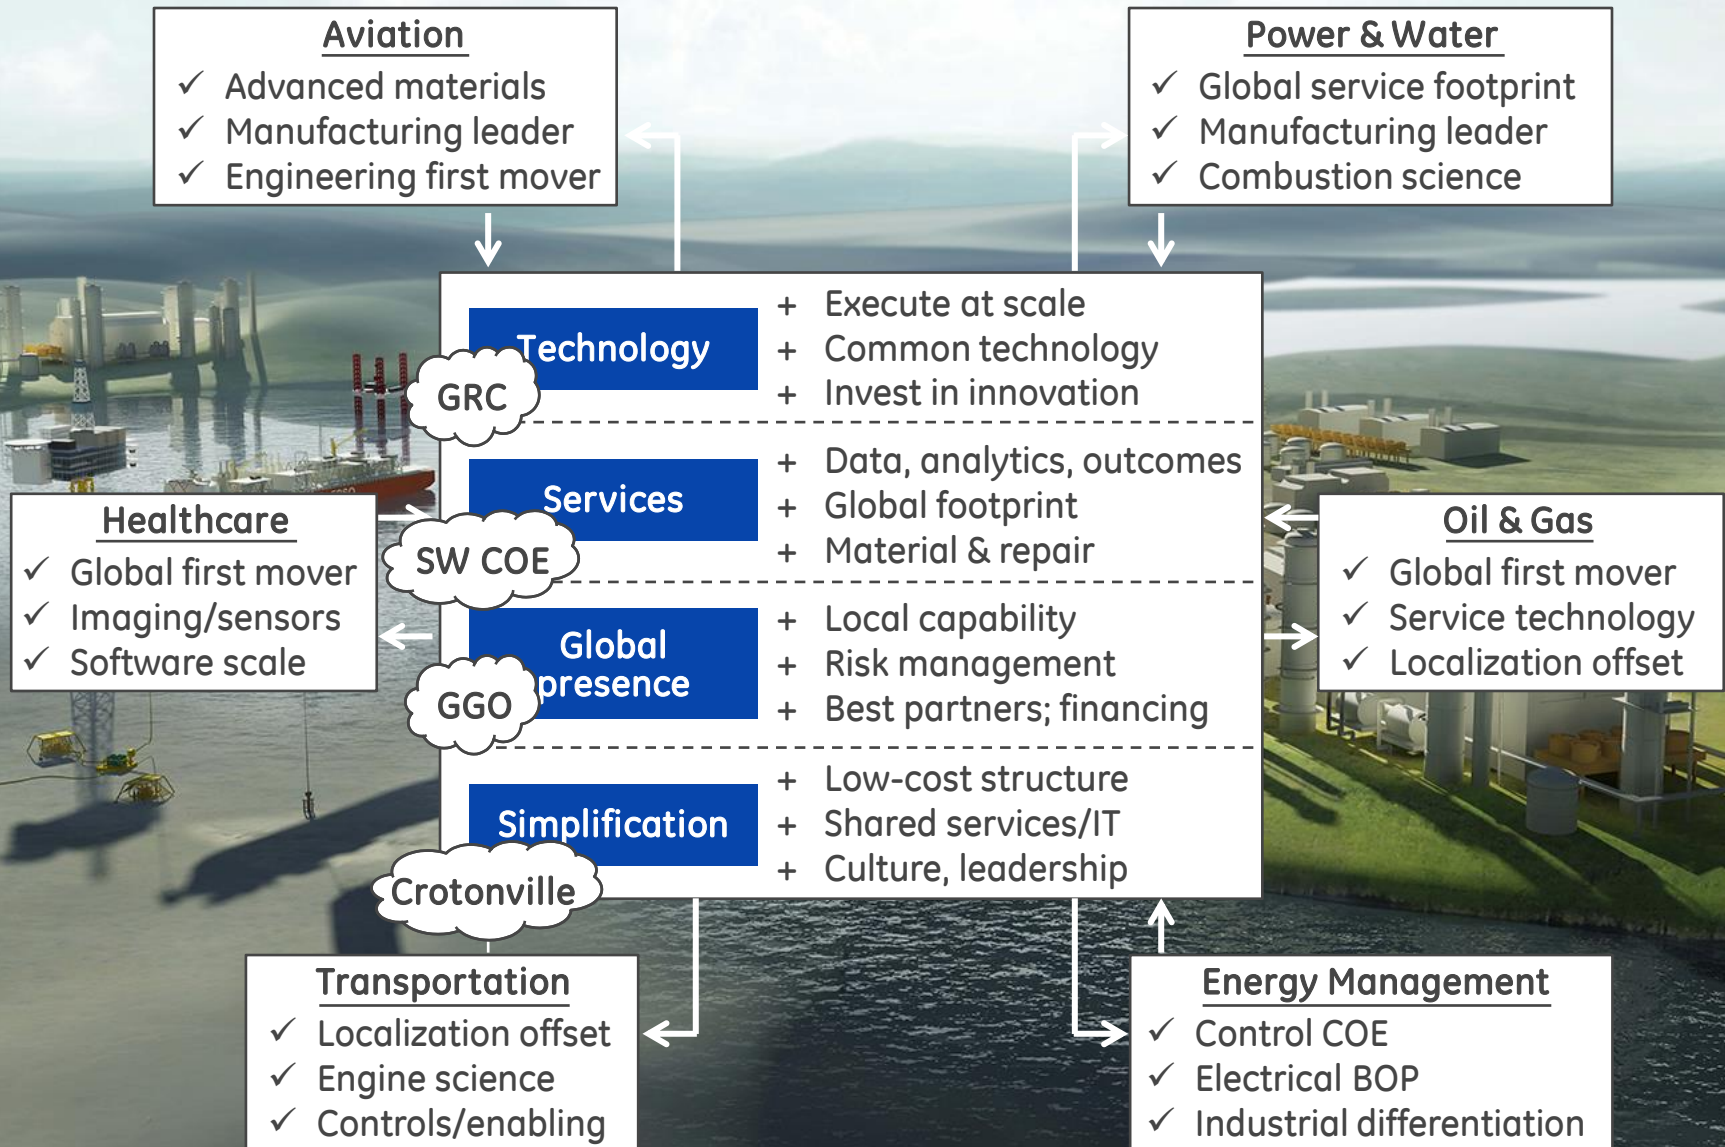 Aviation
✓ Advanced materials
✓ Manufacturing leader
✓ Engineering first mover
Power & Water
✓ Global service footprint
✓ Manufacturing leader
✓ Combustion science
Technology
GRC
+ Execute at scale
+ Common technology
+ Invest in innovation
Services
SW COE
+ Data, analytics, outcomes
+ Global footprint
+ Material & repair
Healthcare
✓ Global first mover
✓ Imaging/sensors
✓ Software scale
Oil & Gas
✓ Global first mover
✓ Service technology
✓ Localization offset
Global
presence
GGO
+ Local capability
+ Risk management
+ Best partners; financing
Simplification
Crotonville
+ Low-cost structure
+ Shared services/IT
+ Culture, leadership
Transportation
✓ Localization offset
✓ Engine science
✓ Controls/enabling
Energy Management
✓ Control COE
✓ Electrical BOP
✓ Industrial differentiation